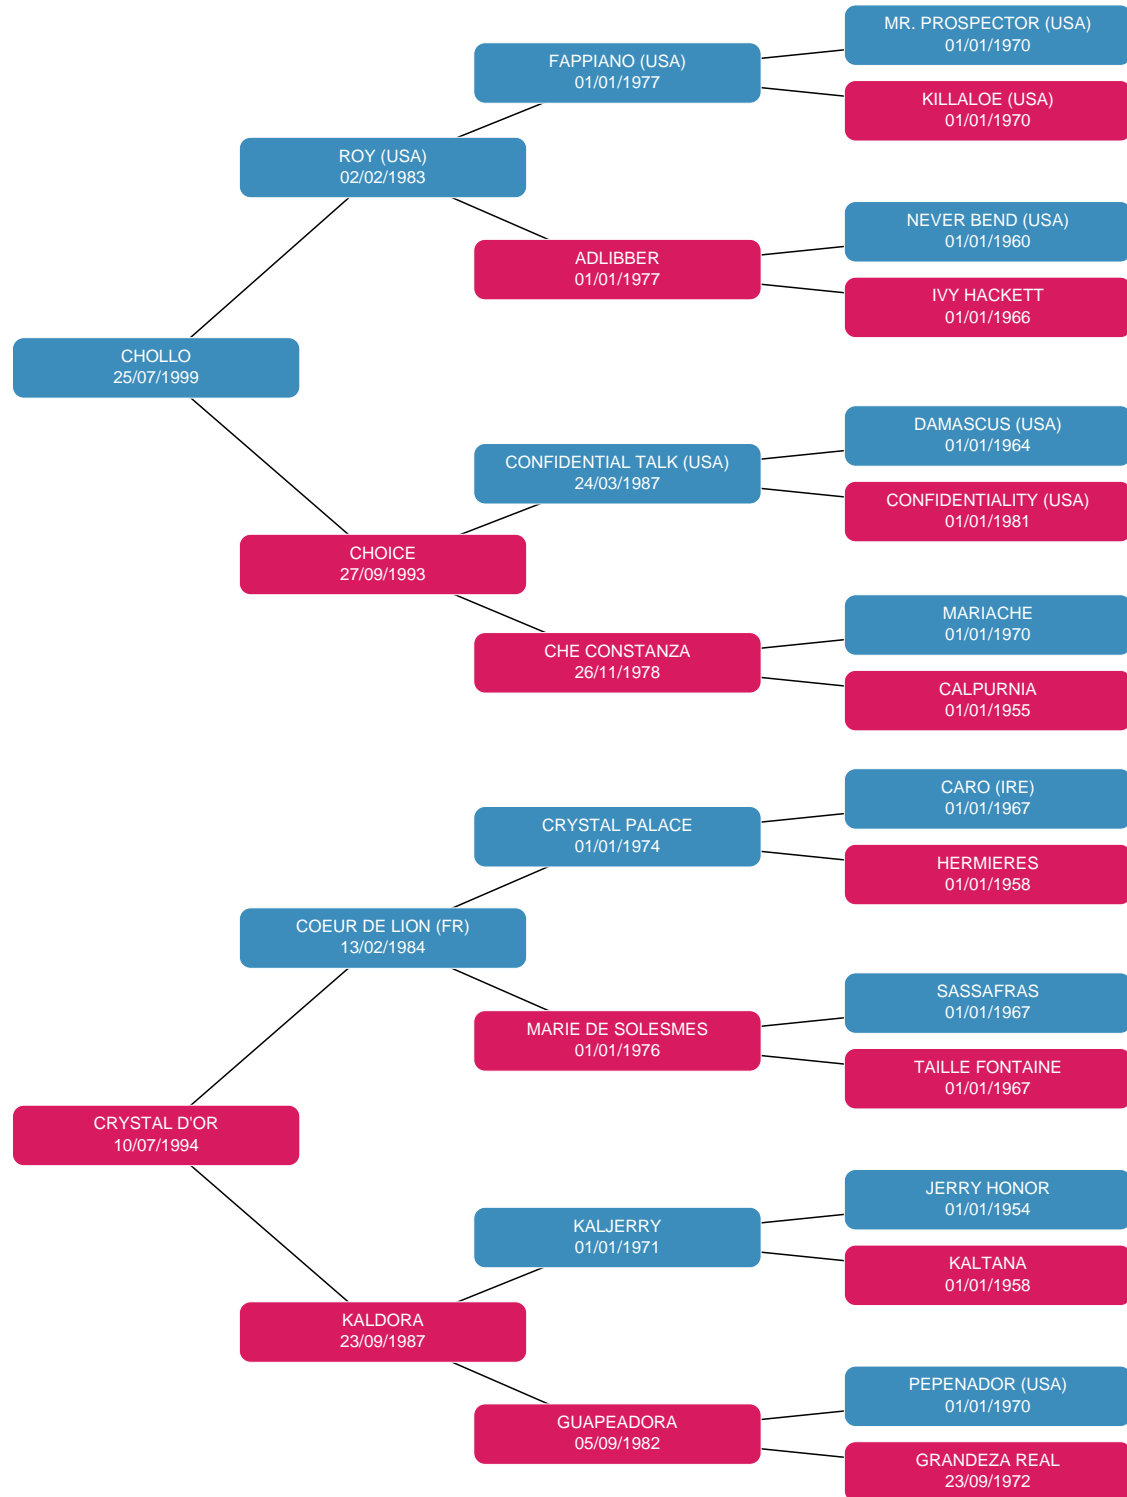 MR. PROSPECTOR (USA)
01/01/1970
FAPPIANO (USA)
01/01/1977
KILLALOE (USA)
01/01/1970
ROY (USA)
02/02/1983
NEVER BEND (USA)
01/01/1960
ADLIBBER
01/01/1977
IVY HACKETT
01/01/1966
CHOLLO
25/07/1999
DAMASCUS (USA)
01/01/1964
CONFIDENTIAL TALK (USA)
24/03/1987
CONFIDENTIALITY (USA)
01/01/1981
CHOICE
27/09/1993
MARIACHE
01/01/1970
CHE CONSTANZA
26/11/1978
CALPURNIA
01/01/1955
CARO (IRE)
01/01/1967
CRYSTAL PALACE
01/01/1974
HERMIERES
01/01/1958
COEUR DE LION (FR)
13/02/1984
SASSAFRAS
01/01/1967
MARIE DE SOLESMES
01/01/1976
TAILLE FONTAINE
01/01/1967
CRYSTAL D'OR
10/07/1994
JERRY HONOR
01/01/1954
KALJERRY
01/01/1971
KALTANA
01/01/1958
KALDORA
23/09/1987
PEPENADOR (USA)
01/01/1970
GUAPEADORA
05/09/1982
GRANDEZA REAL
23/09/1972